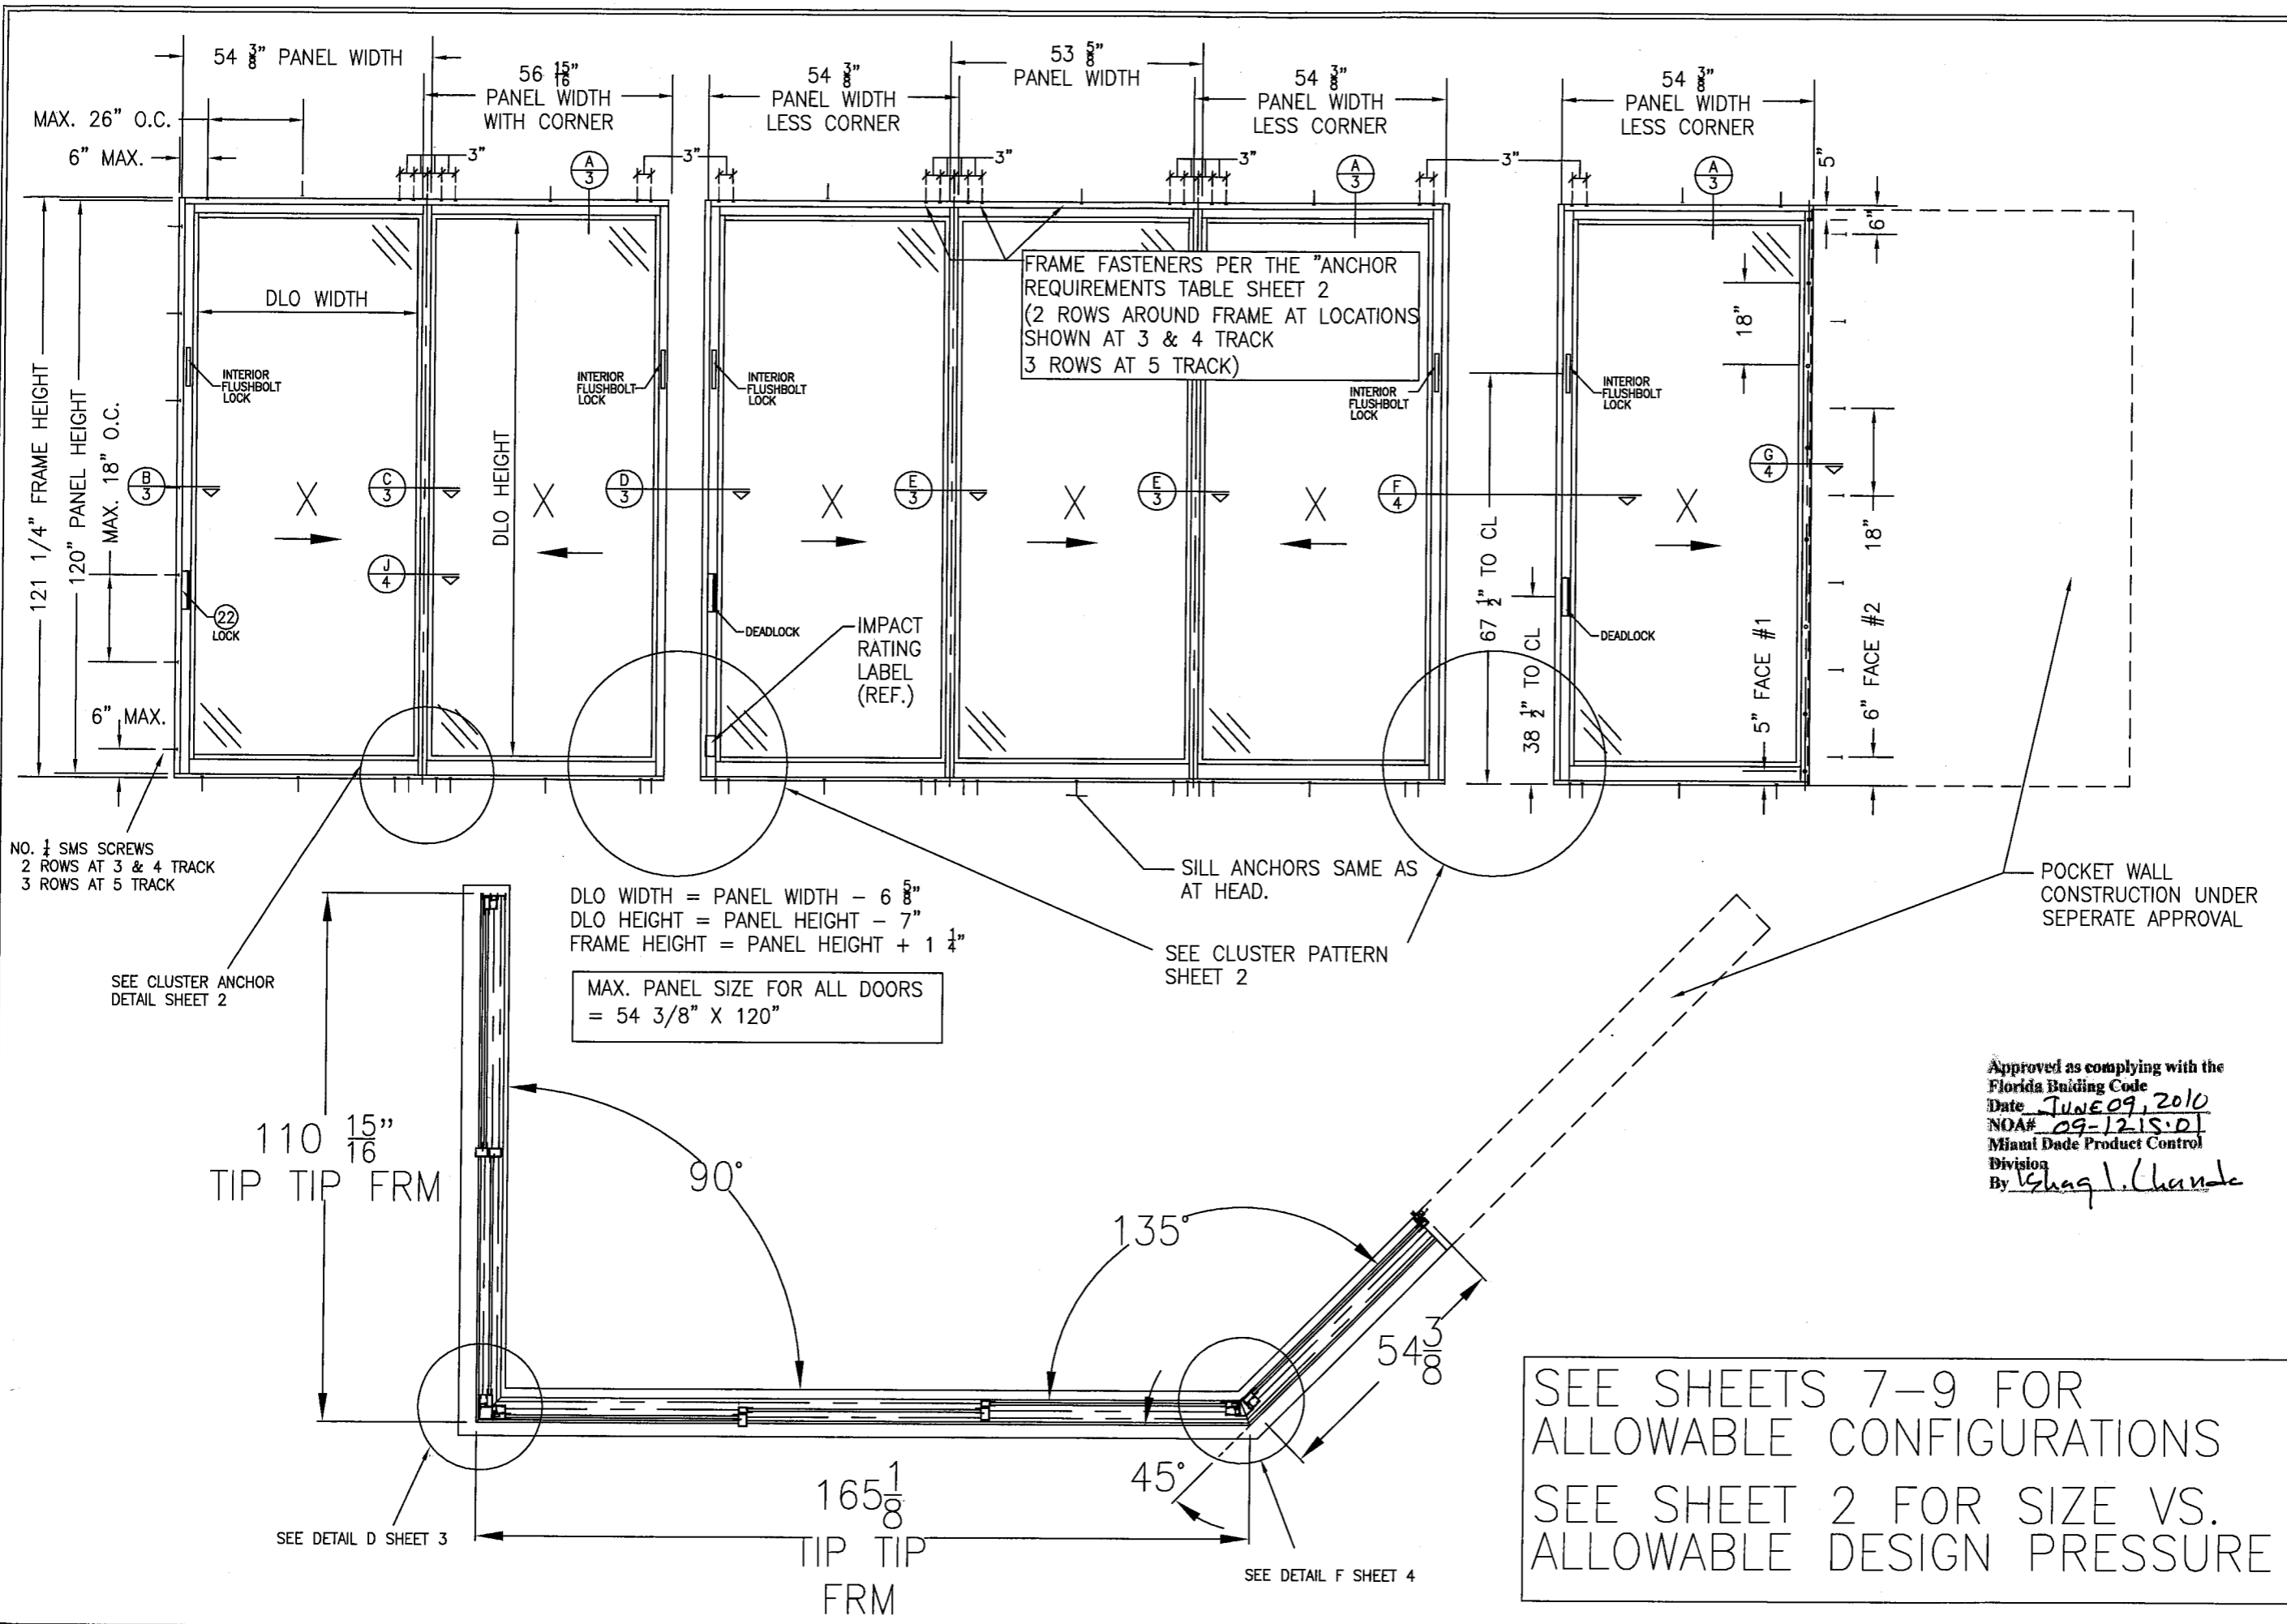 54 3/8" PANEL WIDTH
56 15/16"
PANEL WIDTH
WITH CORNER
54 3/8"
PANEL WIDTH
LESS CORNER
53 5/8"
PANEL WIDTH
54 3/8"
PANEL WIDTH
LESS CORNER
54 3/8"
PANEL WIDTH
LESS CORNER
MAX. 26" O.C.
6" MAX.
3"
3"
3"
3"
3"
A
3
A
3
A
3
5"
6"
DLO WIDTH
FRAME FASTENERS PER THE "ANCHOR
REQUIREMENTS TABLE SHEET 2
(2 ROWS AROUND FRAME AT LOCATIONS
SHOWN AT 3 & 4 TRACK
3 ROWS AT 5 TRACK)
18"
121 1/4" FRAME HEIGHT
120" PANEL HEIGHT
MAX. 18" O.C.
INTERIOR
FLUSHBOLT
LOCK
INTERIOR
FLUSHBOLT
LOCK
INTERIOR
FLUSHBOLT
LOCK
INTERIOR
FLUSHBOLT
LOCK
INTERIOR
FLUSHBOLT
LOCK
DLO HEIGHT
B
3
C
3
D
3
E
3
E
3
F
4
G
4
J
4
X
X
X
X
X
X
22
LOCK
DEADLOCK
DEADLOCK
IMPACT
RATING
LABEL
(REF.)
67 1/2" TO CL
38 1/2" TO CL
5" FACE #1
18"
6" FACE #2
6" MAX.
NO. 1/4 SMS SCREWS
2 ROWS AT 3 & 4 TRACK
3 ROWS AT 5 TRACK
SEE CLUSTER ANCHOR
DETAIL SHEET 2
DLO WIDTH = PANEL WIDTH - 6 5/8"
DLO HEIGHT = PANEL HEIGHT - 7"
FRAME HEIGHT = PANEL HEIGHT + 1 1/4"
MAX. PANEL SIZE FOR ALL DOORS
= 54 3/8" X 120"
SILL ANCHORS SAME AS
AT HEAD.
SEE CLUSTER PATTERN
SHEET 2
POCKET WALL
CONSTRUCTION UNDER
SEPERATE APPROVAL
110 15/16"
TIP TIP FRM
90°
135°
45°
54 3/8
165 1/8
TIP TIP
FRM
SEE DETAIL D SHEET 3
SEE DETAIL F SHEET 4
Approved as complying with the
Florida Building Code
Date JUNE 09, 2010
NOA# 09-1215.01
Miami Dade Product Control
Division
By
SEE SHEETS 7-9 FOR
ALLOWABLE CONFIGURATIONS
SEE SHEET 2 FOR SIZE VS.
ALLOWABLE DESIGN PRESSURE